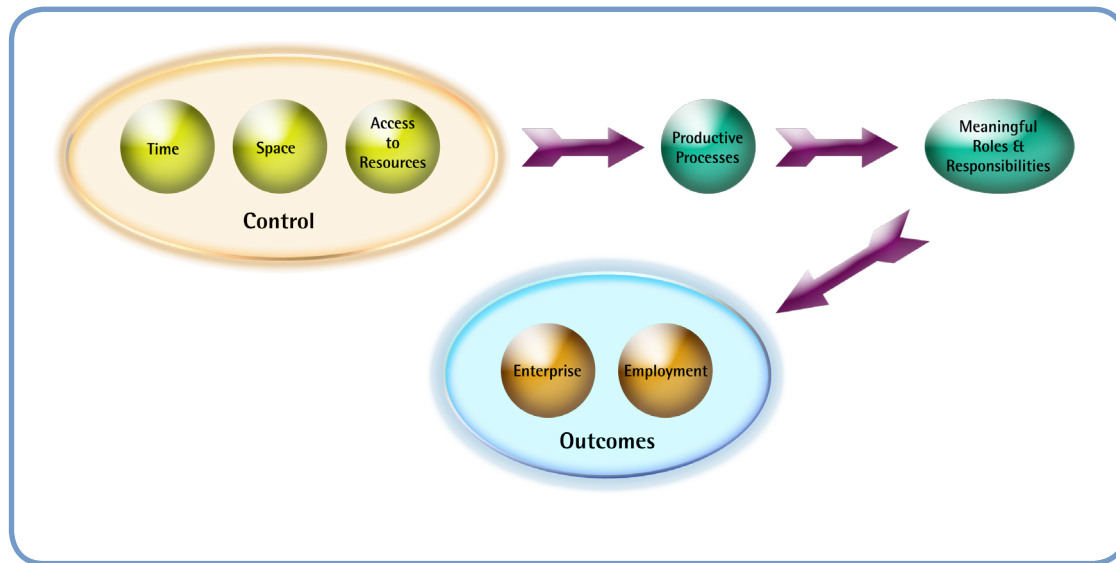 Time
Space
Access
to
Resources
Control
Productive
Processes
Meaningful
Roles &
Responsibilities
Enterprise
Employment
Outcomes